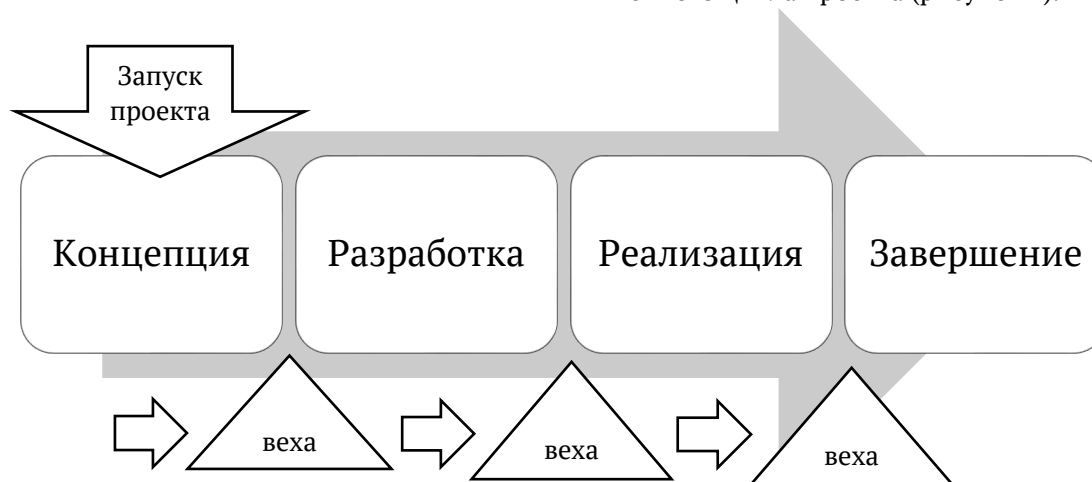 Запуск
проекта
Концепция
Разработка
Реализация
Завершение
веха
веха
веха